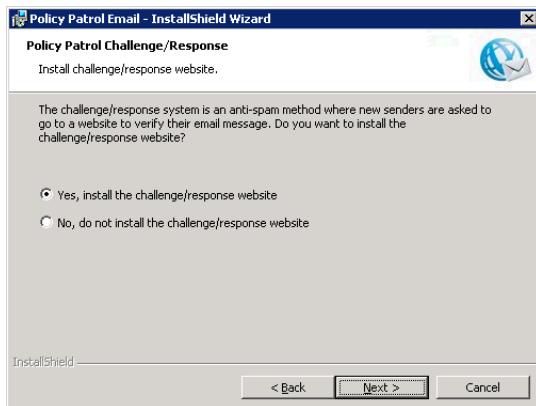 Policy Patrol Email - InstallShield Wizard
Policy Patrol Challenge/Response
Install challenge/response website.
The challenge/response system is an anti-spam method where new senders are asked to
go to a website to verify their email message. Do you want to install the
challenge/response website?
Yes, install the challenge/response website
No, do not install the challenge/response website
InstallShield
< Back
Next >
Cancel